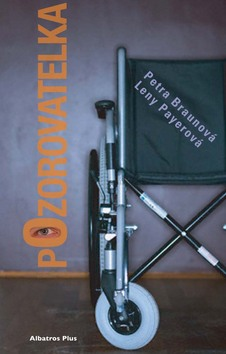 POZOROVATELKA
Petra Braunová
Leny Payerová
Albatros Plus